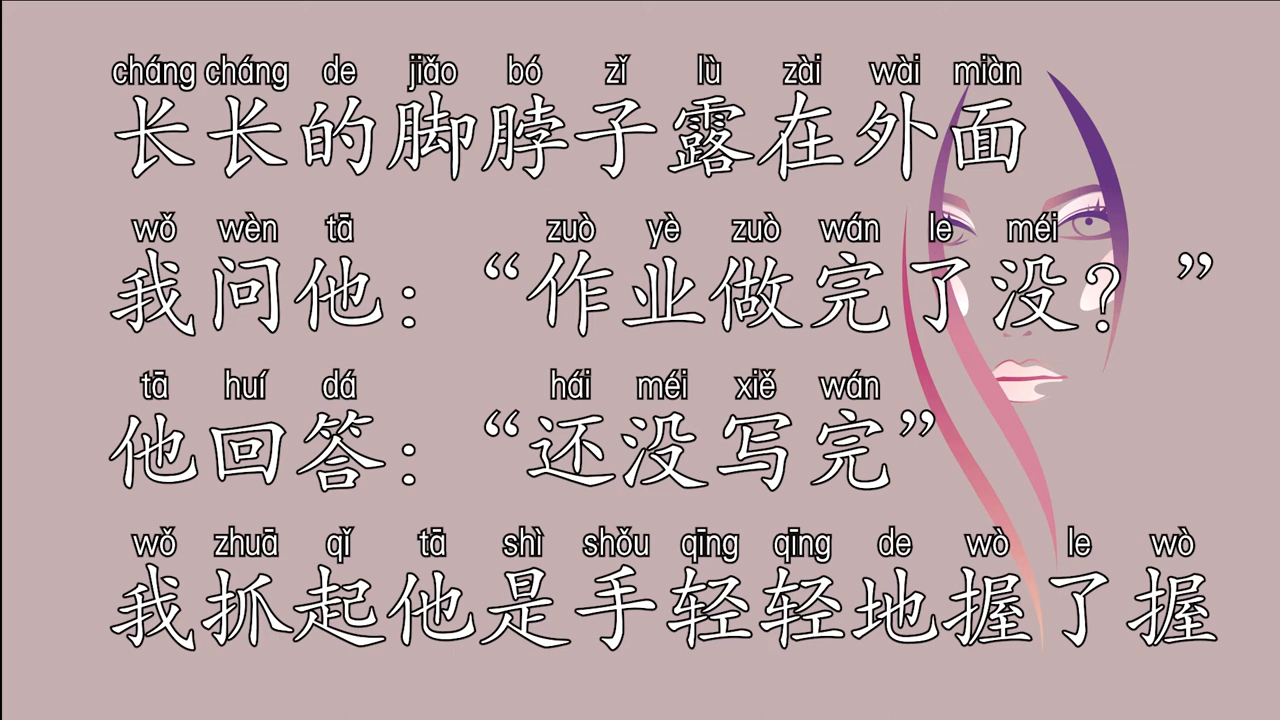 cháng cháng de jiǎo bó zǐ lù zài wài miàn
长长的脚脖子露在外面
wǒ wèn tā zuò yè zuò wán le méi
我问他：“作业做完了没？”
tā huí dá hái méi xiě wán
他回答：“还没写完”
wǒ zhuā qǐ tā shì shǒu qīng qīng de wò le wò
我抓起他是手轻轻地握了握